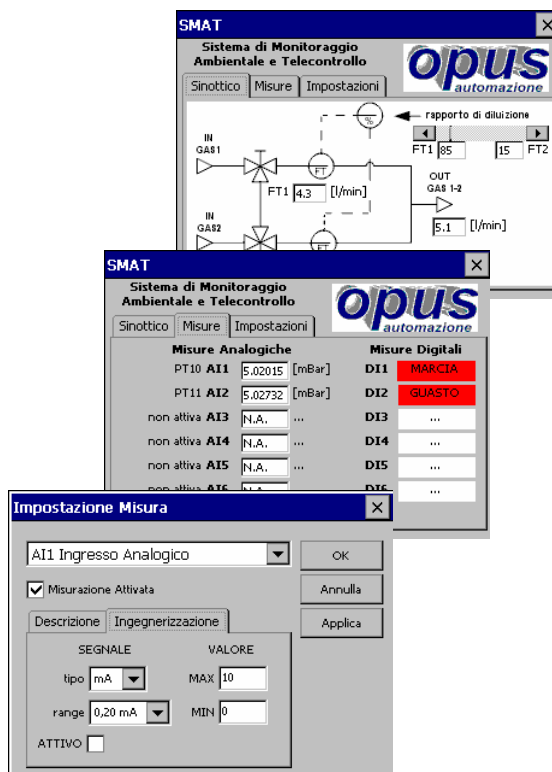 SMAT
Sistema di Monitoraggio
Ambientale e Telecontrollo
opus
automazione
Sinottico Misure Impostazioni
% rapporto di diluizione
FT1 85 15 FT2
IN
GAS1
FT
FT1 4.3 [l/min]
OUT
GAS 1-2
5.1 [l/min]
IN
GAS2
FT
SMAT
Sistema di Monitoraggio
Ambientale e Telecontrollo
opus
automazione
Sinottico Misure Impostazioni
Misure Analogiche Misure Digitali
PT10 AI1 5.02015 [mBar] DI1 MARCIA
PT11 AI2 5.02732 [mBar] DI2 GUASTO
non attiva AI3 N.A. ... DI3 ...
non attiva AI4 N.A. ... DI4 ...
non attiva AI5 N.A. ... DI5 ...
non attiva AI6 N.A. ... DI6 ...
Impostazione Misura
AI1 Ingresso Analogico OK
Misurazione Attivata Annulla
Descrizione Ingegnerizzazione Applica
SEGNALE VALORE
tipo mA MAX 10
range 0,20 mA MIN 0
ATTIVO